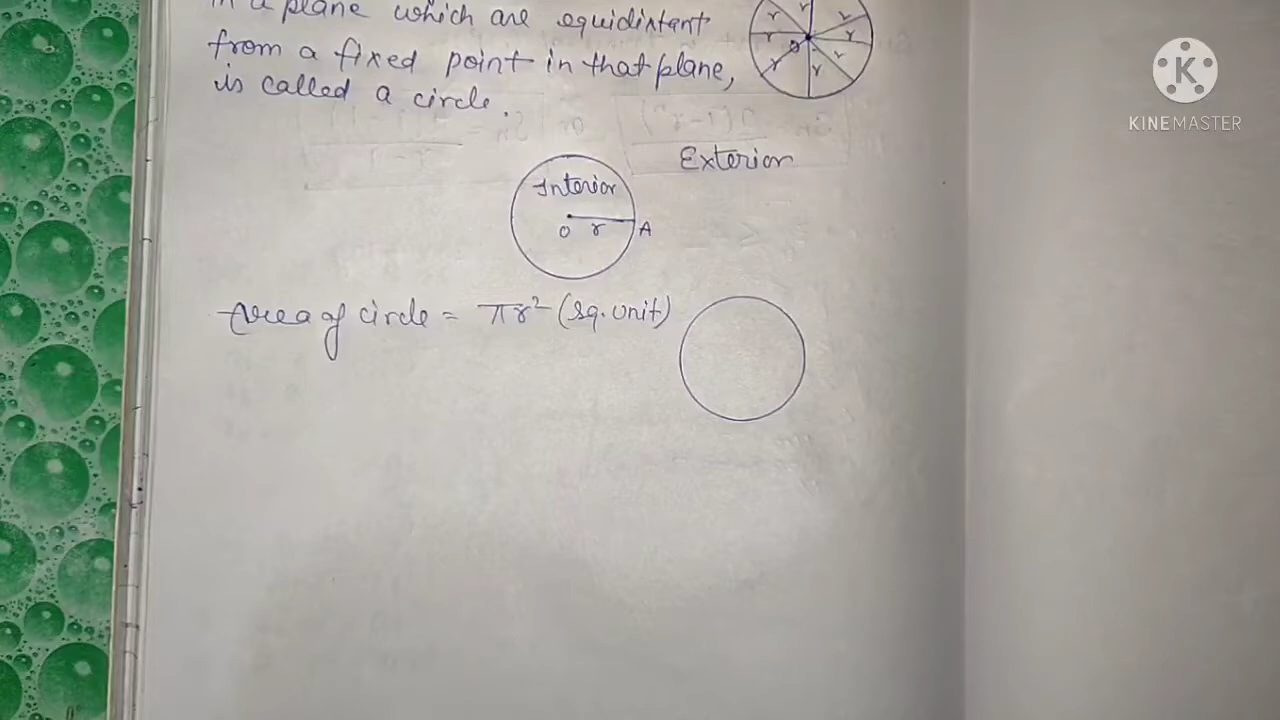 in a plane which are equidistant
from a fixed point in that plane,
is called a circle.
r r r r r r r r
O
Exterior
Interior
O r A
Area of circle = πr² (sq. unit)
K
KINEMASTER